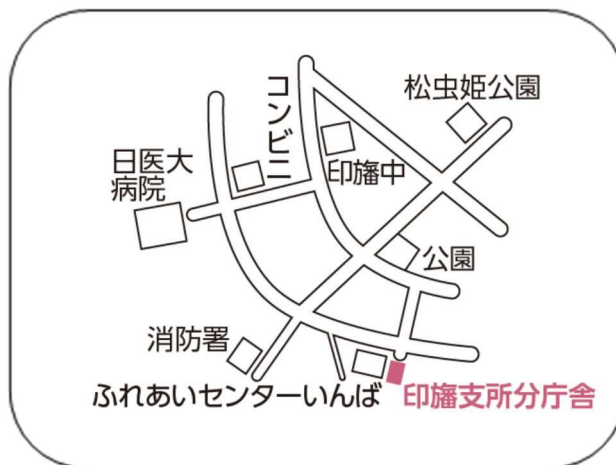 松虫姫公園
コンビニ
日医大
病院
印旛中
公園
消防署
ふれあいセンターいんば
印旛支所分庁舎